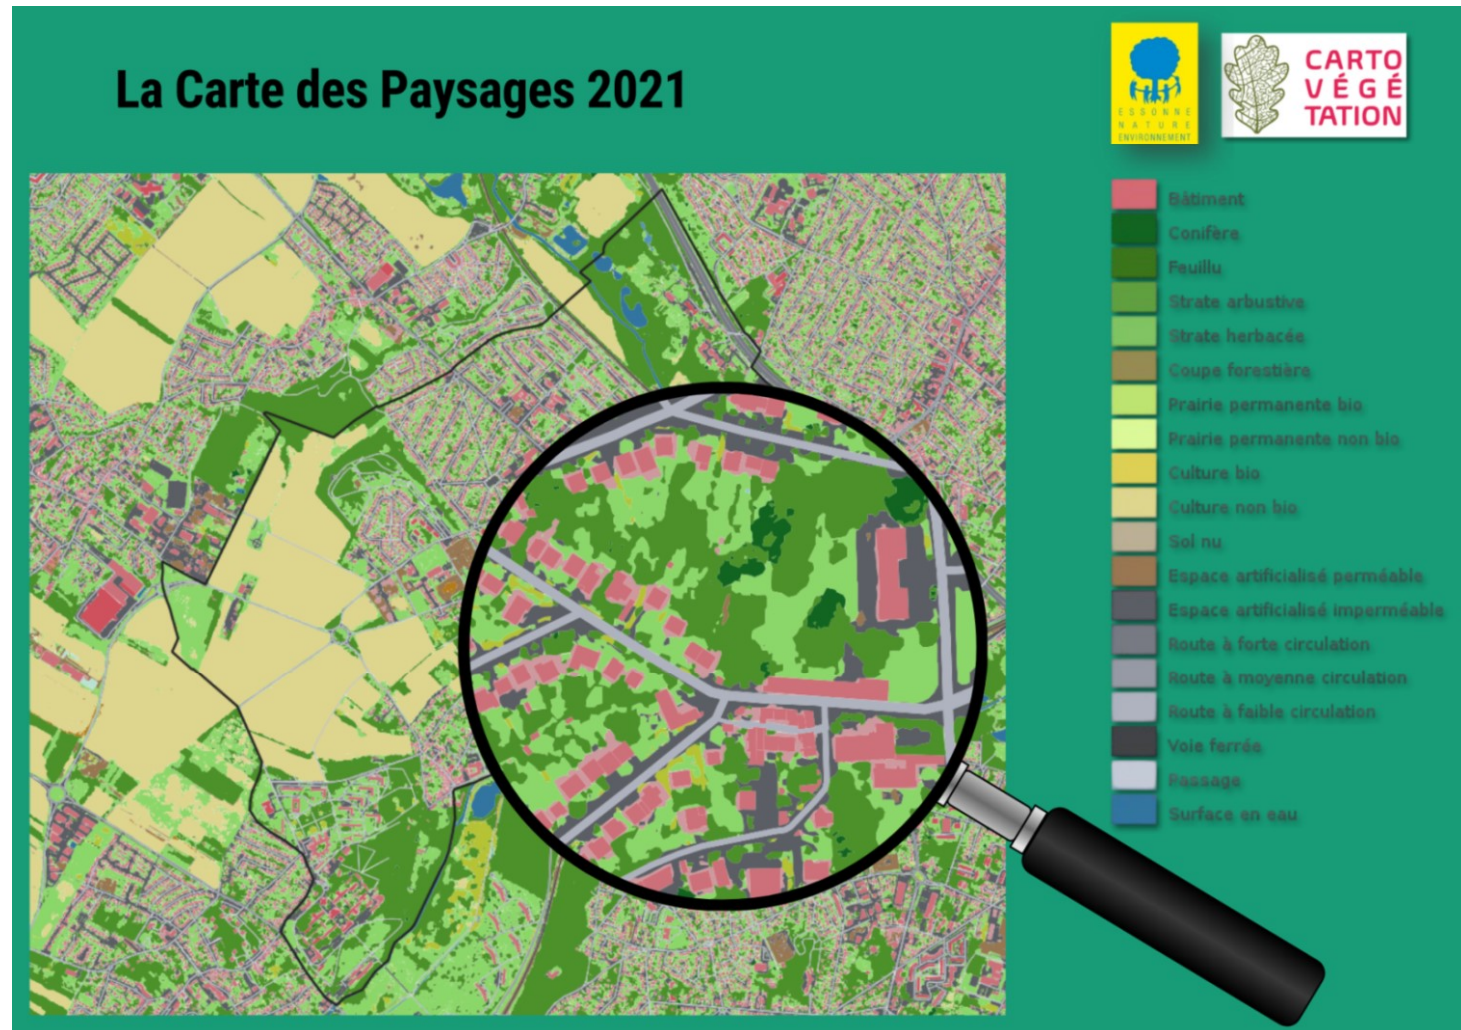 La Carte des Paysages 2021
ESSONNE
NATURE
ENVIRONNEMENT
CARTO
VÉGÉ
TATION
Bâtiment
Conifère
Feuillu
Strate arbustive
Strate herbacée
Coupe forestière
Prairie permanente bio
Prairie permanente non bio
Culture bio
Culture non bio
Sol nu
Espace artificialisé perméable
Espace artificialisé imperméable
Route à forte circulation
Route à moyenne circulation
Route à faible circulation
Voie ferrée
Passage
Surface en eau